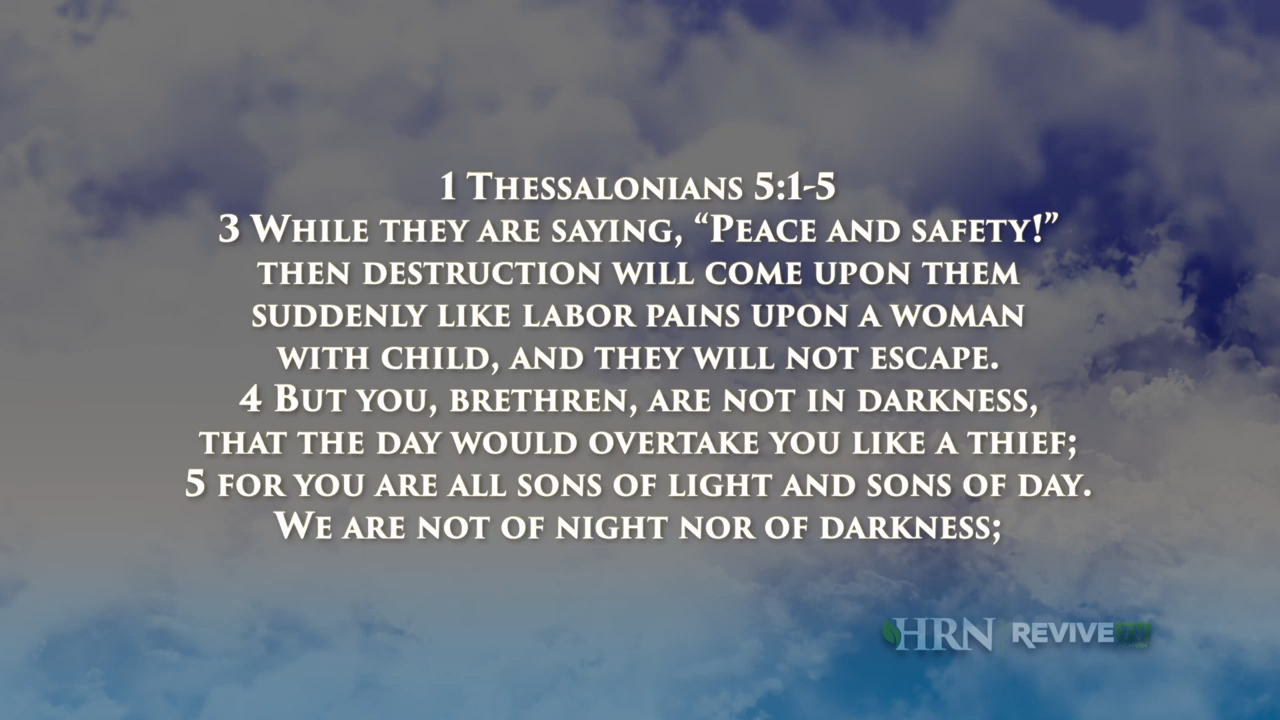 1 Thessalonians 5:1-5
3 While they are saying, “Peace and safety!”
then destruction will come upon them
suddenly like labor pains upon a woman
with child, and they will not escape.
4 But you, brethren, are not in darkness,
that the day would overtake you like a thief;
5 for you are all sons of light and sons of day.
We are not of night nor of darkness;
HRN REVIVE